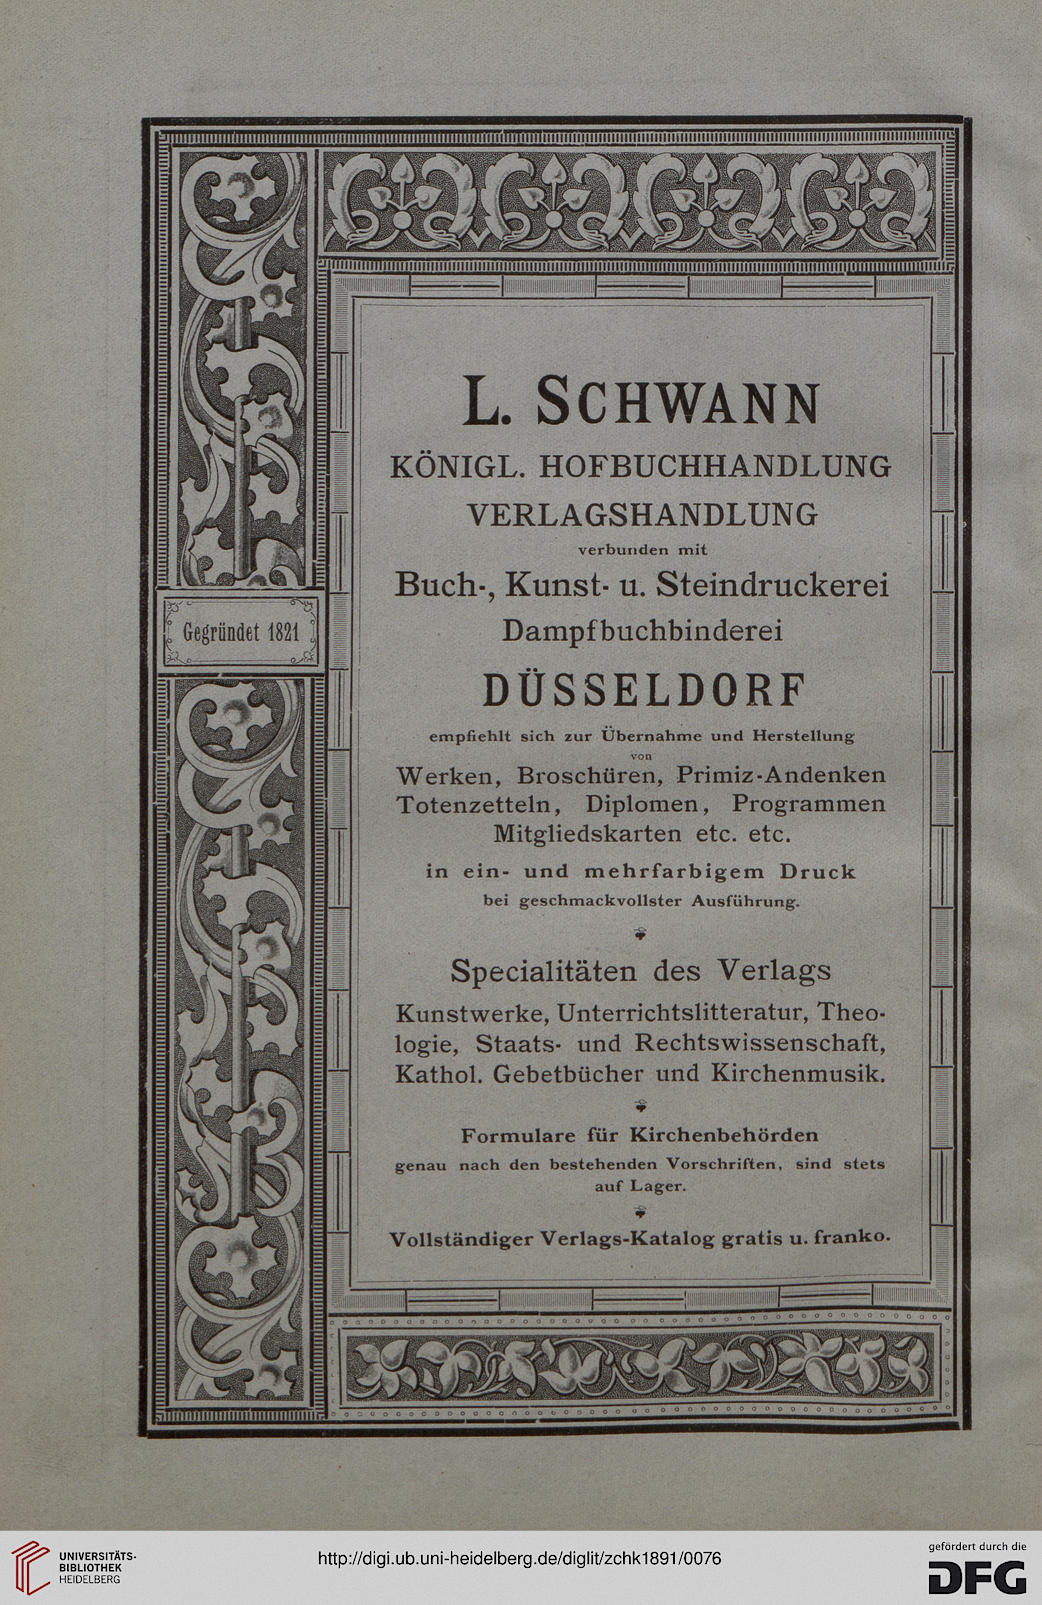 L. SCHWANN
KÖNIGL. HOFBUCHHANDLUNG
VERLAGSHANDLUNG
verbunden mit
Buch-, Kunst- u. Steindruckerei
Dampfbuchbinderei
DÜSSELDORF
empfiehlt sich zur Übernahme und Herstellung
von
Werken, Broschüren, Primiz-Andenken
Totenzetteln, Diplomen, Programmen
Mitgliedskarten etc. etc.
in ein- und mehrfarbigem Druck
bei geschmackvollster Ausführung.
Specialitäten des Verlags
Kunstwerke, Unterrichtslitteratur, Theo-
logie, Staats- und Rechtswissenschaft,
Kathol. Gebetbücher und Kirchenmusik.
Formulare für Kirchenbehörden
genau nach den bestehenden Vorschriften, sind stets
auf Lager.
Vollständiger Verlags-Katalog gratis u. franko.
Gegründet 1821
UNIVERSITÄTS-
BIBLIOTHEK
HEIDELBERG
http://digi.ub.uni-heidelberg.de/diglit/zchk1891/0076
gefördert durch die
DFG